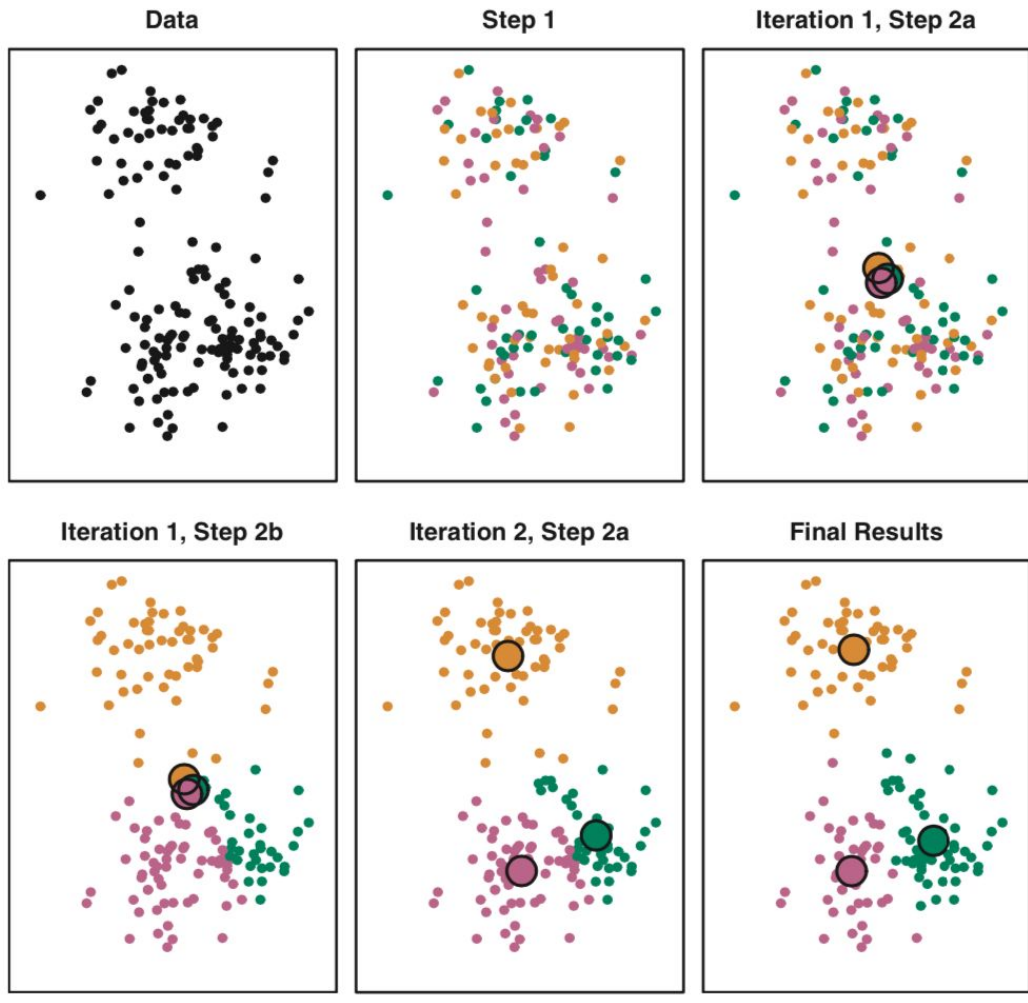 Data
Step 1
Iteration 1, Step 2a
Iteration 1, Step 2b
Iteration 2, Step 2a
Final Results